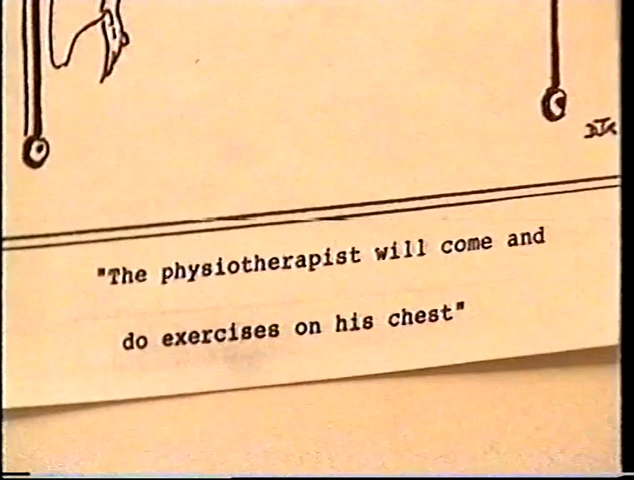 "The physiotherapist will come and
do exercises on his chest"